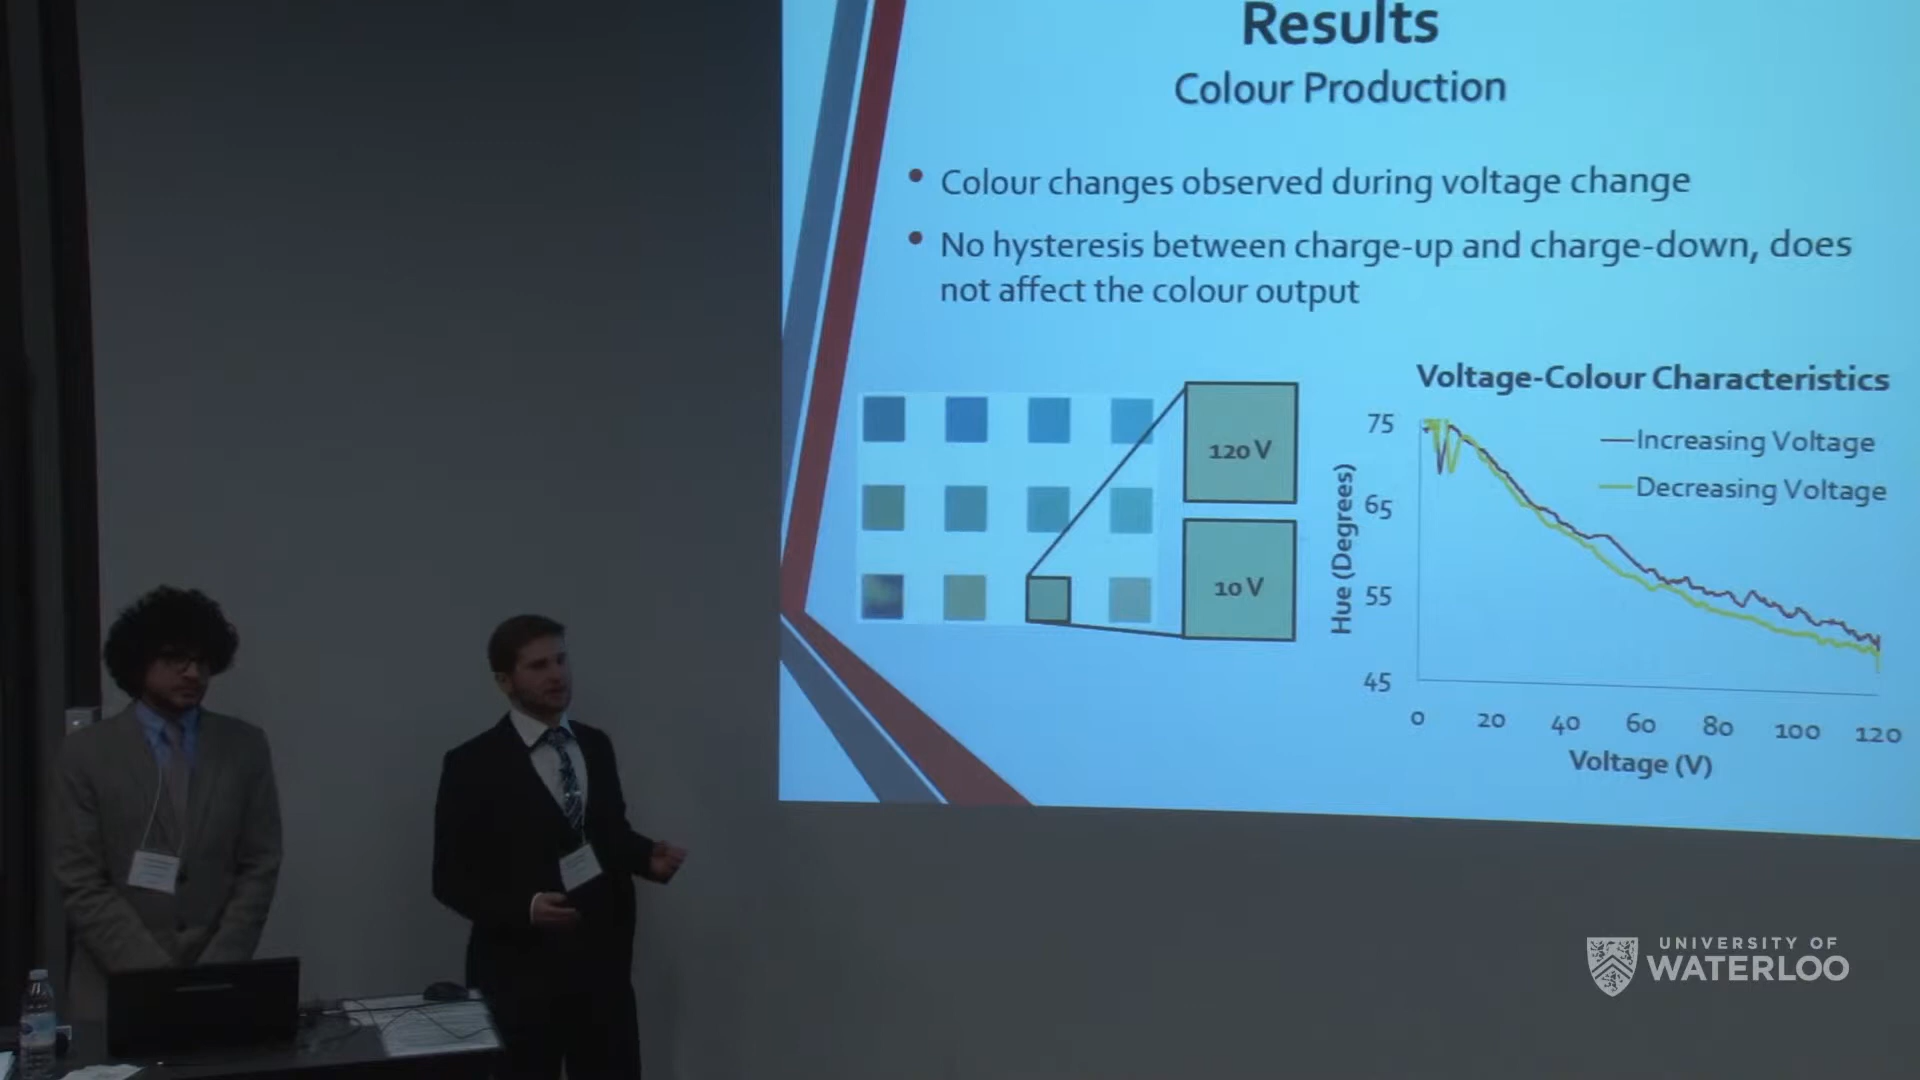 Results
Colour Production
Colour changes observed during voltage change
No hysteresis between charge-up and charge-down, does
not affect the colour output
120 V
10 V
Voltage-Colour Characteristics
Hue (Degrees)
75
65
55
45
Increasing Voltage
Decreasing Voltage
0 20 40 60 80 100 120
Voltage (V)
UNIVERSITY OF
WATERLOO